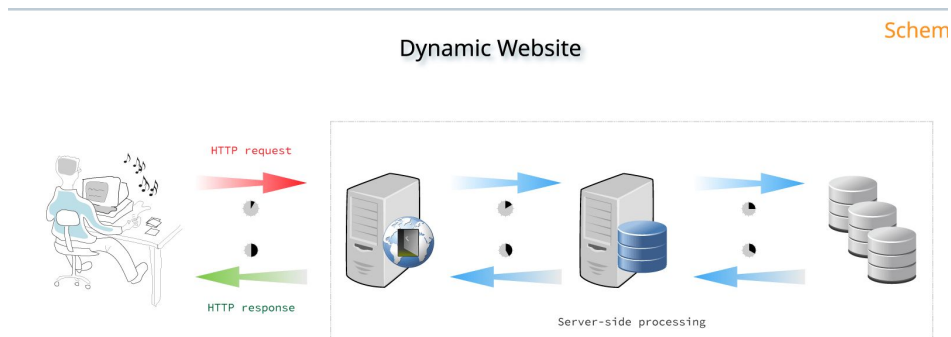 Schem
Dynamic Website
HTTP request
HTTP response
Server-side processing